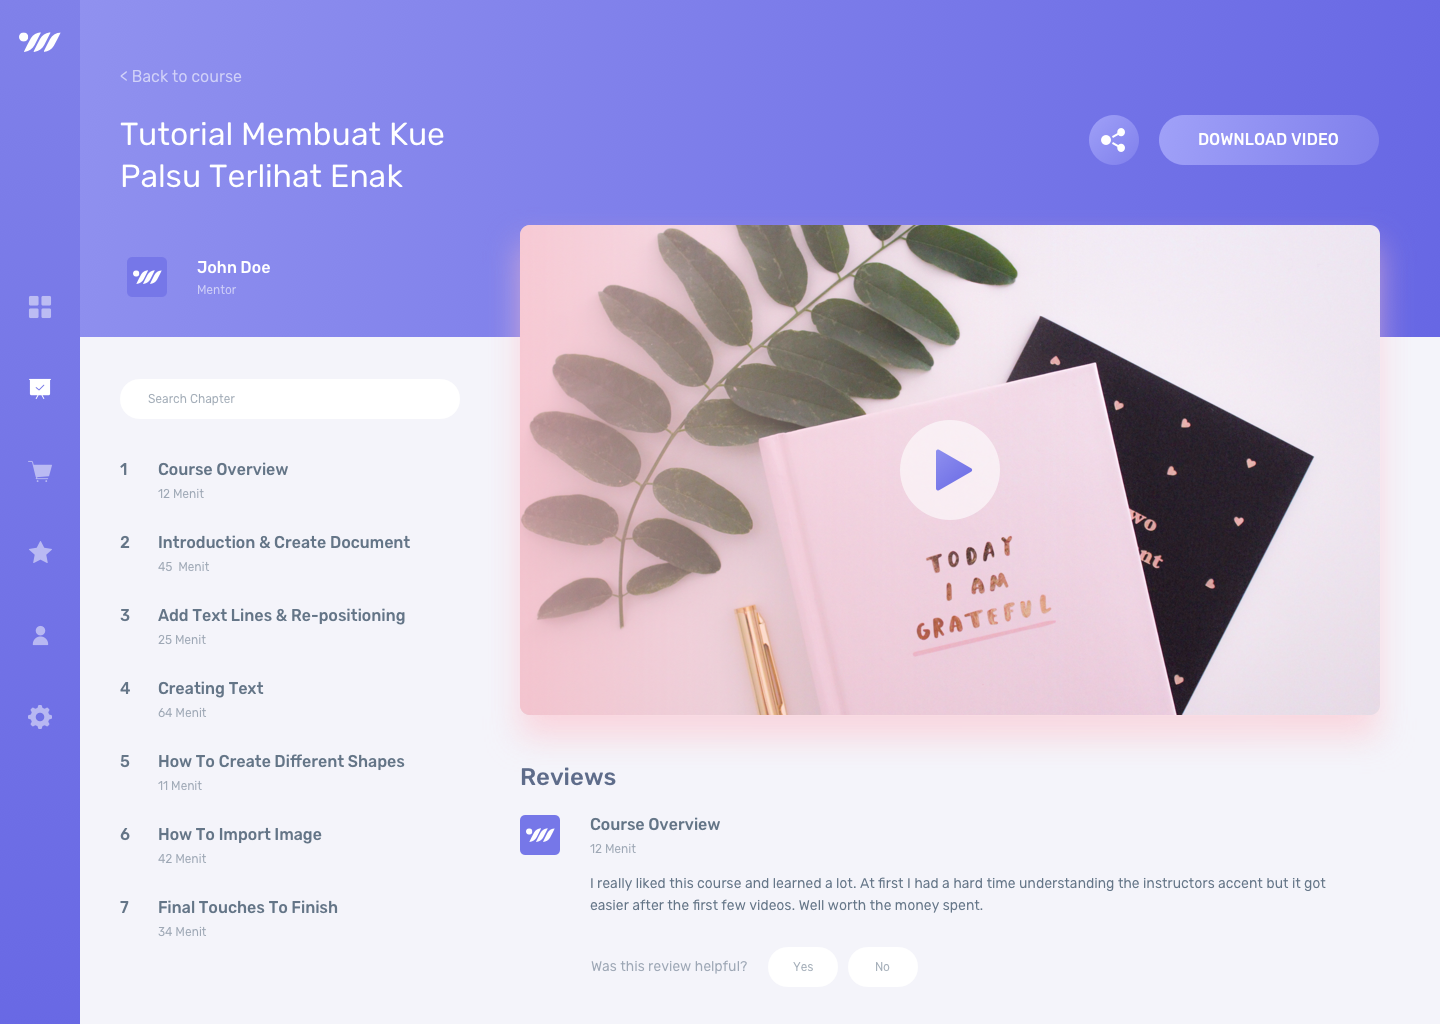 < Back to course
Tutorial Membuat Kue
Palsu Terlihat Enak
DOWNLOAD VIDEO
John Doe
Mentor
Search Chapter
1 Course Overview
12 Menit
2 Introduction & Create Document
45 Menit
3 Add Text Lines & Re-positioning
25 Menit
4 Creating Text
64 Menit
5 How To Create Different Shapes
11 Menit
6 How To Import Image
42 Menit
7 Final Touches To Finish
34 Menit
TODAY
I AM
GRATEFUL
Reviews
Course Overview
12 Menit
I really liked this course and learned a lot. At first I had a hard time understanding the instructors accent but it got
easier after the first few videos. Well worth the money spent.
Was this review helpful?
Yes
No